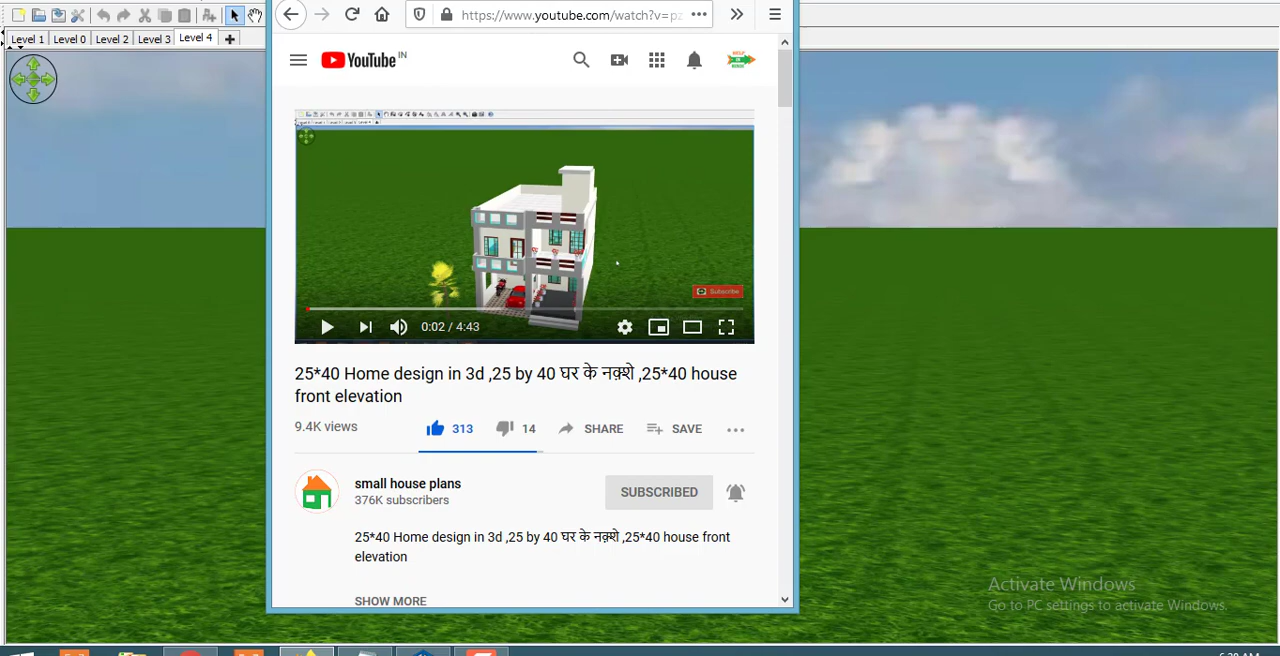 https://www.youtube.com/watch?v=pz
Level 1 Level 0 Level 2 Level 3 Level 4
YouTube IN
Subscribe
0:02 / 4:43
25*40 Home design in 3d ,25 by 40 घर के नक़्शे ,25*40 house
front elevation
9.4K views 313 14 SHARE SAVE
small house plans
376K subscribers
SUBSCRIBED
25*40 Home design in 3d ,25 by 40 घर के नक़्शे ,25*40 house front
elevation
SHOW MORE
Activate Windows
Go to PC settings to activate Windows.